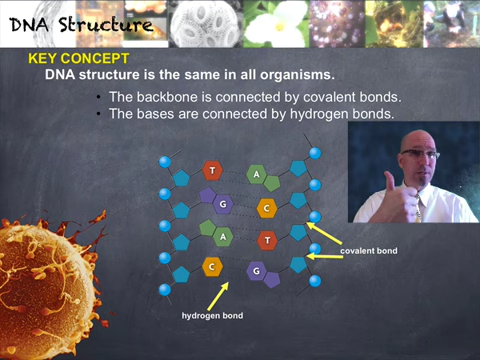 DNA Structure
KEY CONCEPT
DNA structure is the same in all organisms.
• The backbone is connected by covalent bonds.
• The bases are connected by hydrogen bonds.
T A
G C
A T
C G
covalent bond
hydrogen bond